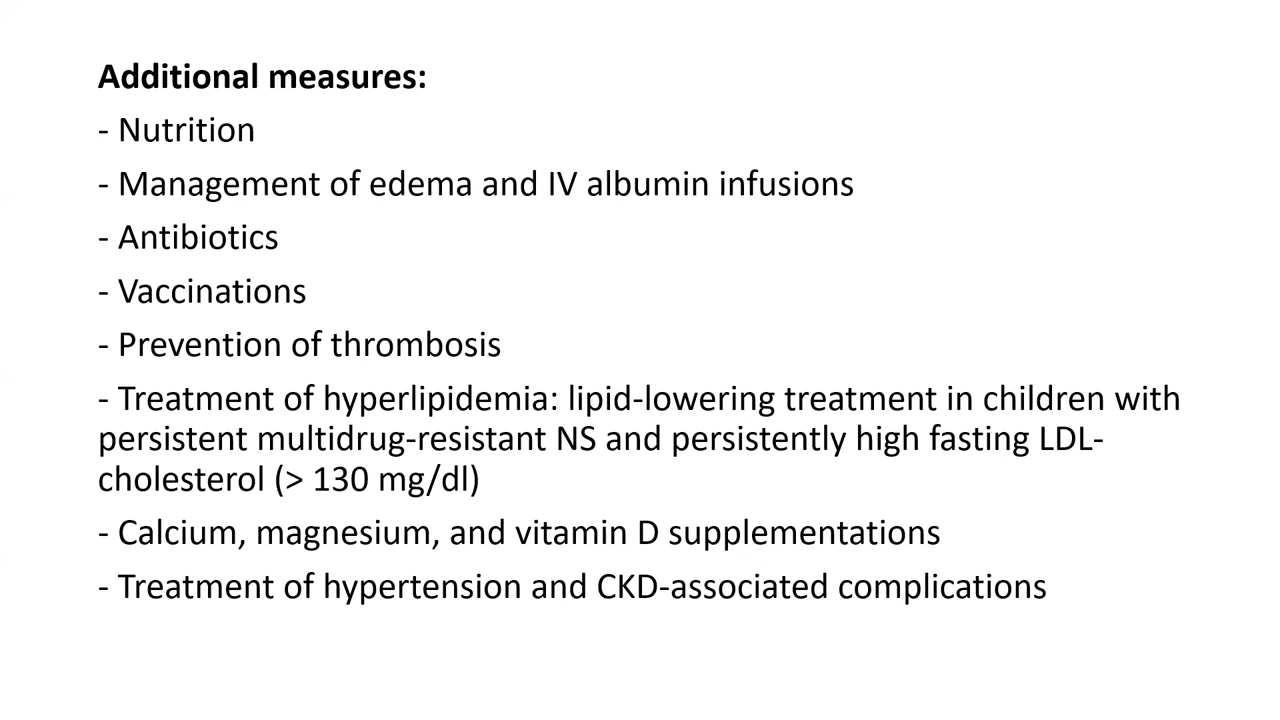 Additional measures:
- Nutrition
- Management of edema and IV albumin infusions
- Antibiotics
- Vaccinations
- Prevention of thrombosis
- Treatment of hyperlipidemia: lipid-lowering treatment in children with
persistent multidrug-resistant NS and persistently high fasting LDL-
cholesterol (> 130 mg/dl)
- Calcium, magnesium, and vitamin D supplementations
- Treatment of hypertension and CKD-associated complications